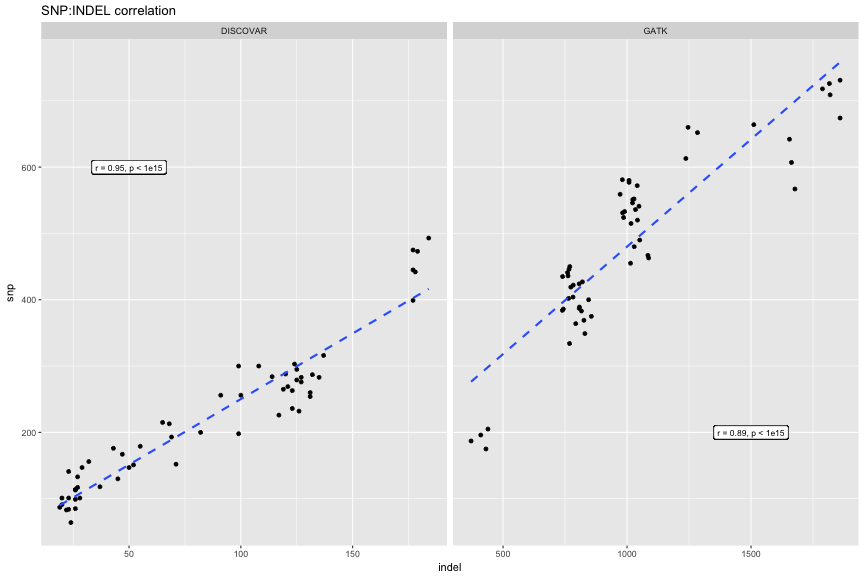 SNP:INDEL correlation
DISCOVAR
GATK
600
400
200
snp
r = 0.95, p < 1e15
r = 0.89, p < 1e15
50
100
150
500
1000
1500
indel